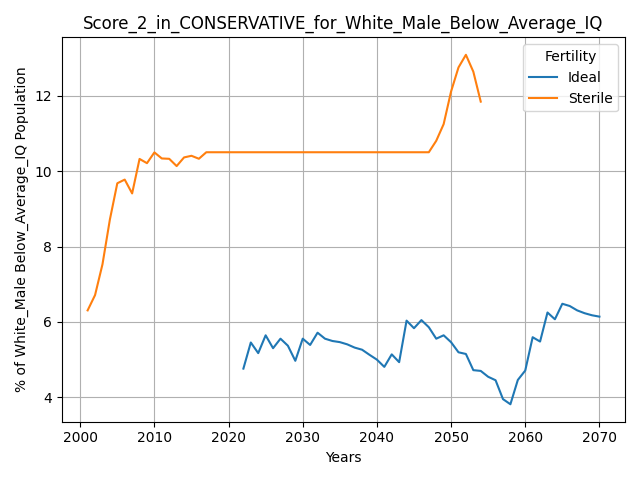 Score_2_in_CONSERVATIVE_for_White_Male_Below_Average_IQ
% of White_Male Below_Average_IQ Population
12
10
8
6
4
Fertility
Ideal
Sterile
2000 2010 2020 2030 2040 2050 2060 2070
Years